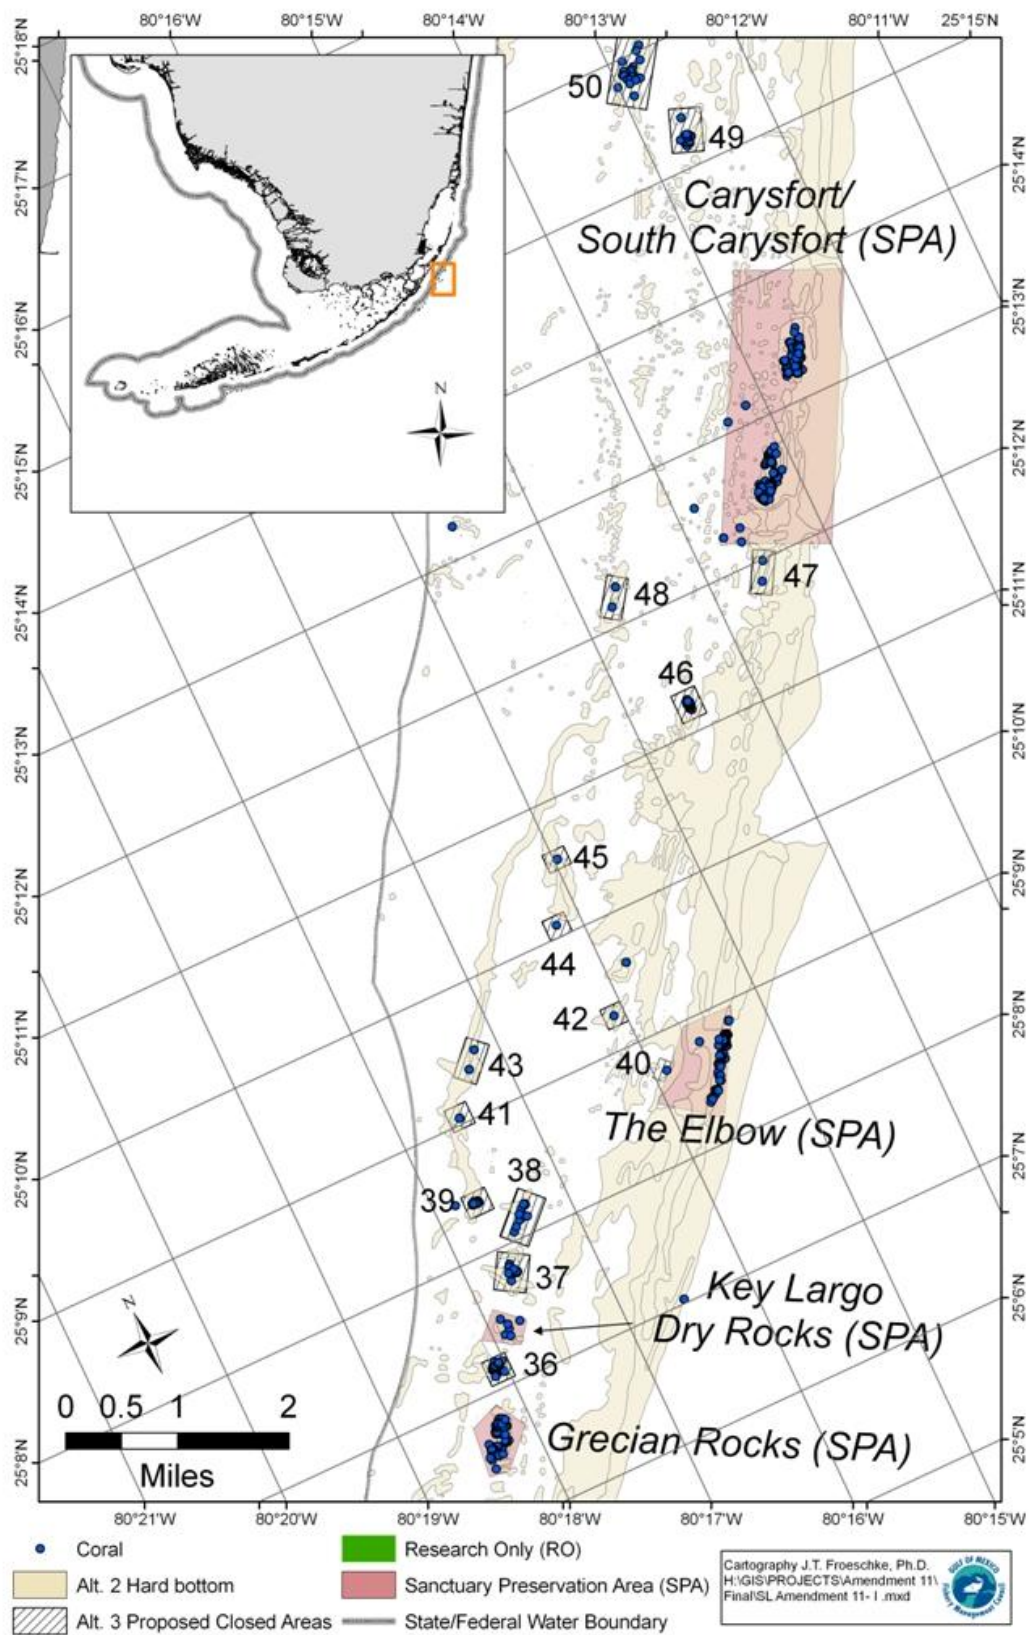 80°16'W 80°15'W 80°14'W 80°13'W 80°12'W 80°11'W 25°15'N
25°18'N
25°17'N
25°16'N
25°15'N
25°14'N
25°13'N
25°12'N
25°11'N
25°10'N
25°9'N
25°8'N
N
50
49
Carysfort/
South Carysfort (SPA)
48
47
46
45
44
42
43
40
41
The Elbow (SPA)
38
39
37
Key Largo
Dry Rocks (SPA)
36
Grecian Rocks (SPA)
N
0 0.5 1 2
Miles
25°14'N
25°13'N
25°12'N
25°11'N
25°10'N
25°9'N
25°8'N
25°7'N
25°6'N
25°5'N
80°21'W 80°20'W 80°19'W 80°18'W 80°17'W 80°16'W 80°15'W
Coral
Alt. 2 Hard bottom
Alt. 3 Proposed Closed Areas
Research Only (RO)
Sanctuary Preservation Area (SPA)
State/Federal Water Boundary
Cartography J.T. Froeschke, Ph.D.
H:\GIS\PROJECTS\Amendment 11\
Final\SL Amendment 11- I .mxd
GULF OF MEXICO
Fishery Management Council